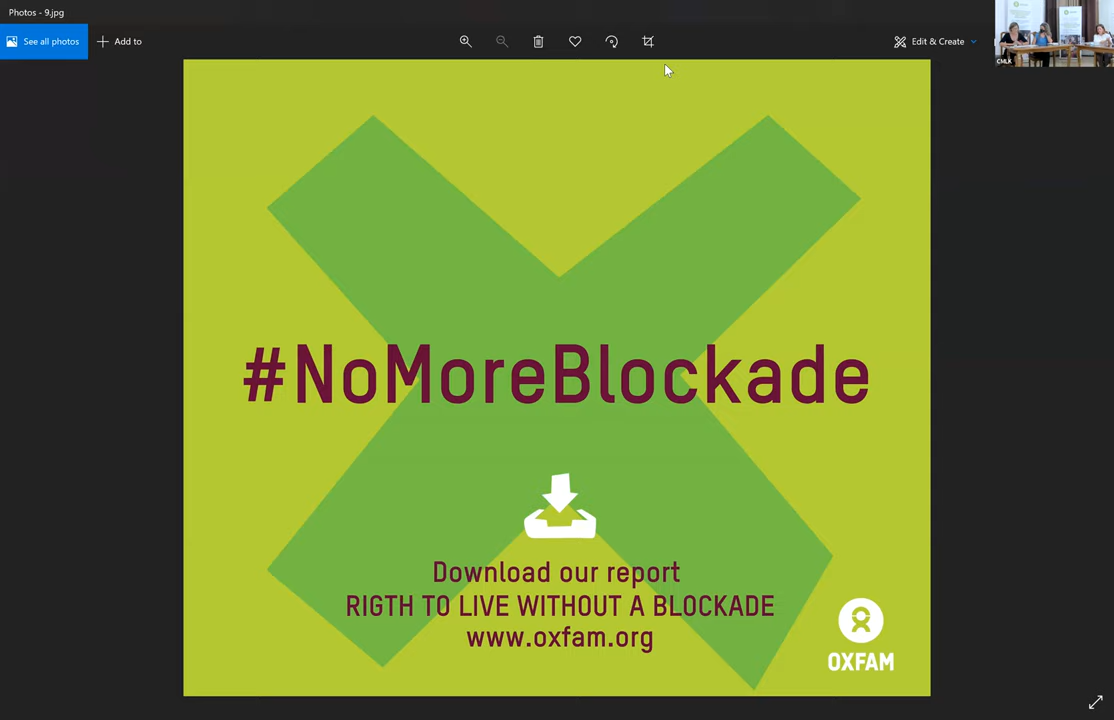 Photos - 9.jpg
See all photos
Add to
Edit & Create
CMLK
#NoMoreBlockade
Download our report
RIGTH TO LIVE WITHOUT A BLOCKADE
www.oxfam.org
OXFAM